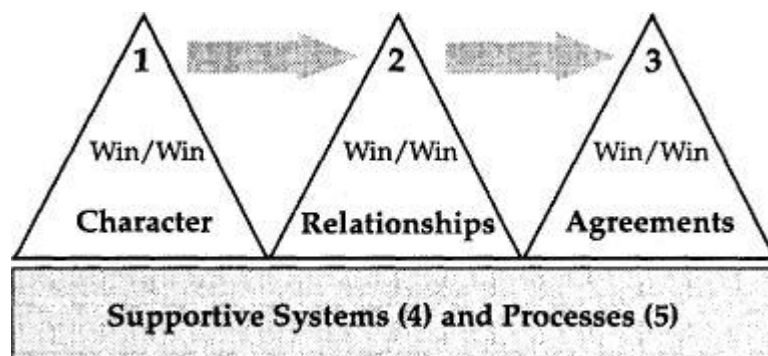 1 2 3
Win/Win Win/Win Win/Win
Character Relationships Agreements
Supportive Systems (4) and Processes (5)